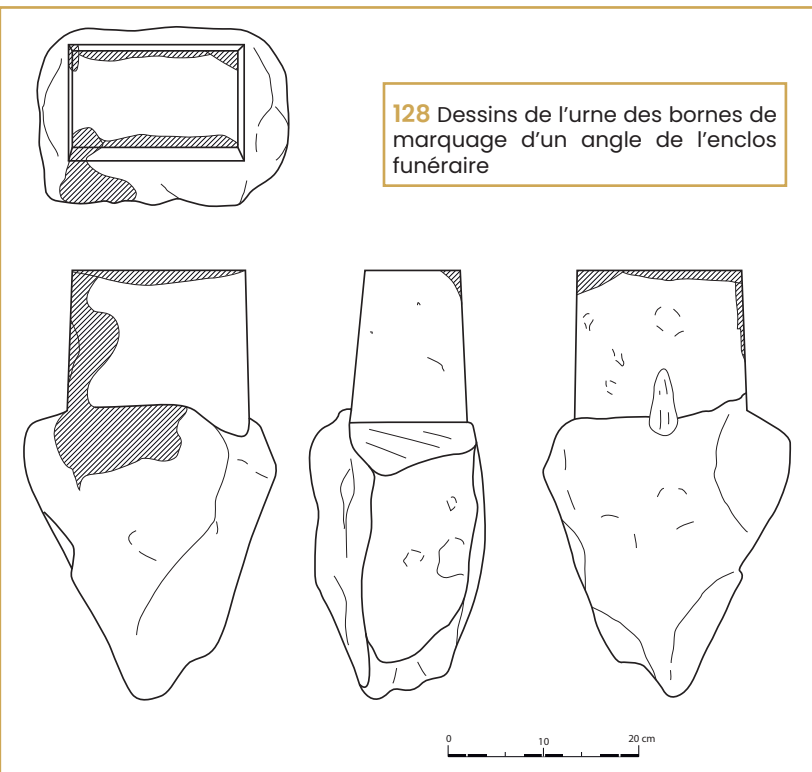 128 Dessins de l'urne des bornes de
marquage d'un angle de l'enclos
funéraire
0 10 20 cm